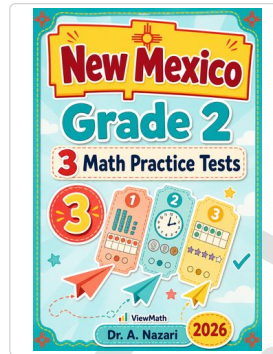 New Mexico
Grade 2
3 Math Practice Tests
3
1
2
3
ViewMath
Dr. A. Nazari
2026